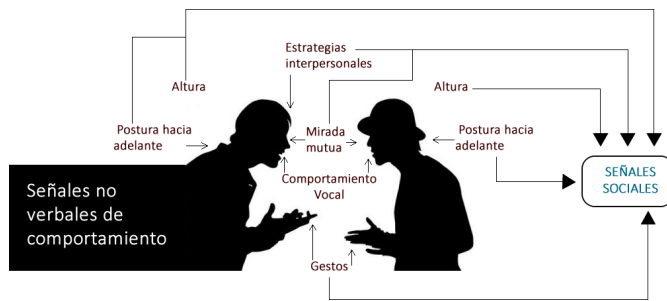 Estrategias
interpersonales
Altura
Altura
Postura hacia
adelante
Mirada
mutua
Postura hacia
adelante
Comportamiento
Vocal
SEÑALES
SOCIALES
Señales no
verbales de
comportamiento
Gestos